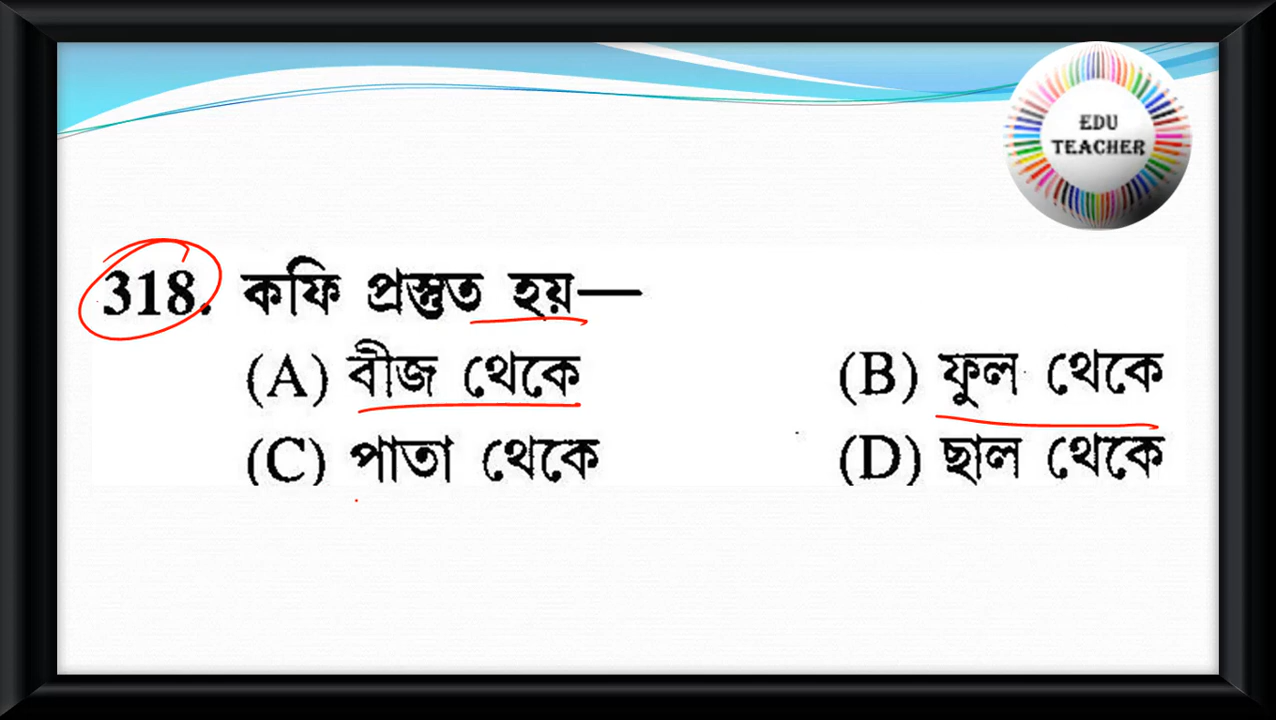 EDU
TEACHER
318. কফি প্রস্তুত হয়—
(A) বীজ থেকে (B) ফুল থেকে
(C) পাতা থেকে (D) ছাল থেকে